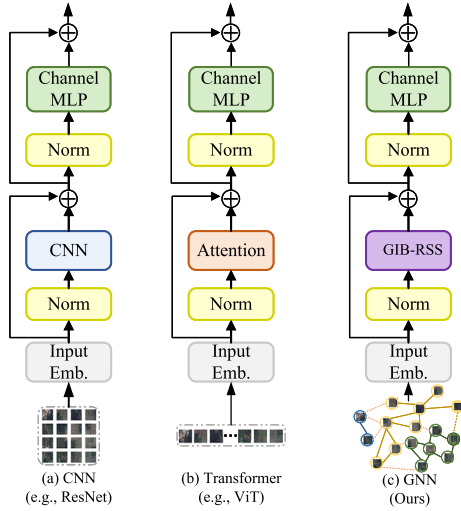 Channel
MLP
Norm
CNN
Norm
Input
Emb.
(a) CNN
(e.g., ResNet)
Channel
MLP
Norm
Attention
Norm
Input
Emb.
(b) Transformer
(e.g., ViT)
Channel
MLP
Norm
GIB-RSS
Norm
Input
Emb.
(c) GNN
(Ours)